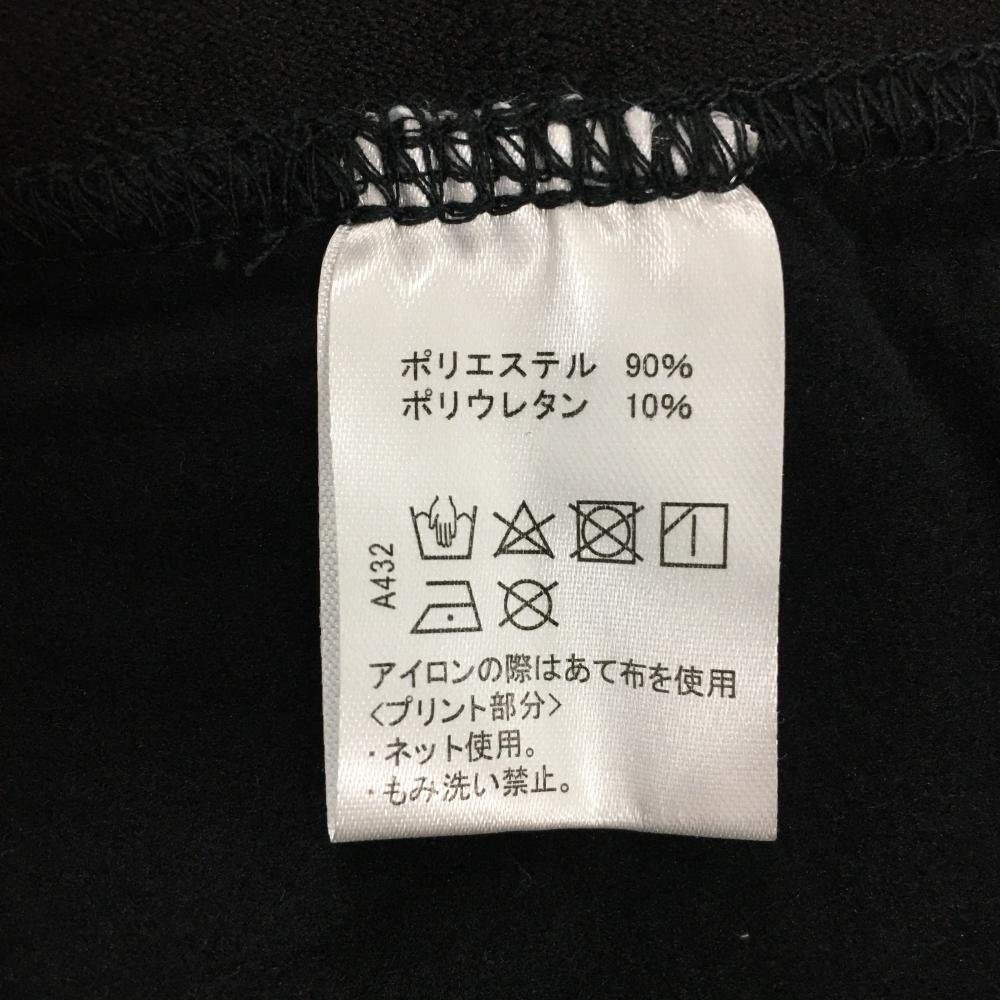 ポリエステル 90%
ポリウレタン 10%
A432
アイロンの際はあて布を使用
<プリント部分>
・ネット使用。
・もみ洗い禁止。